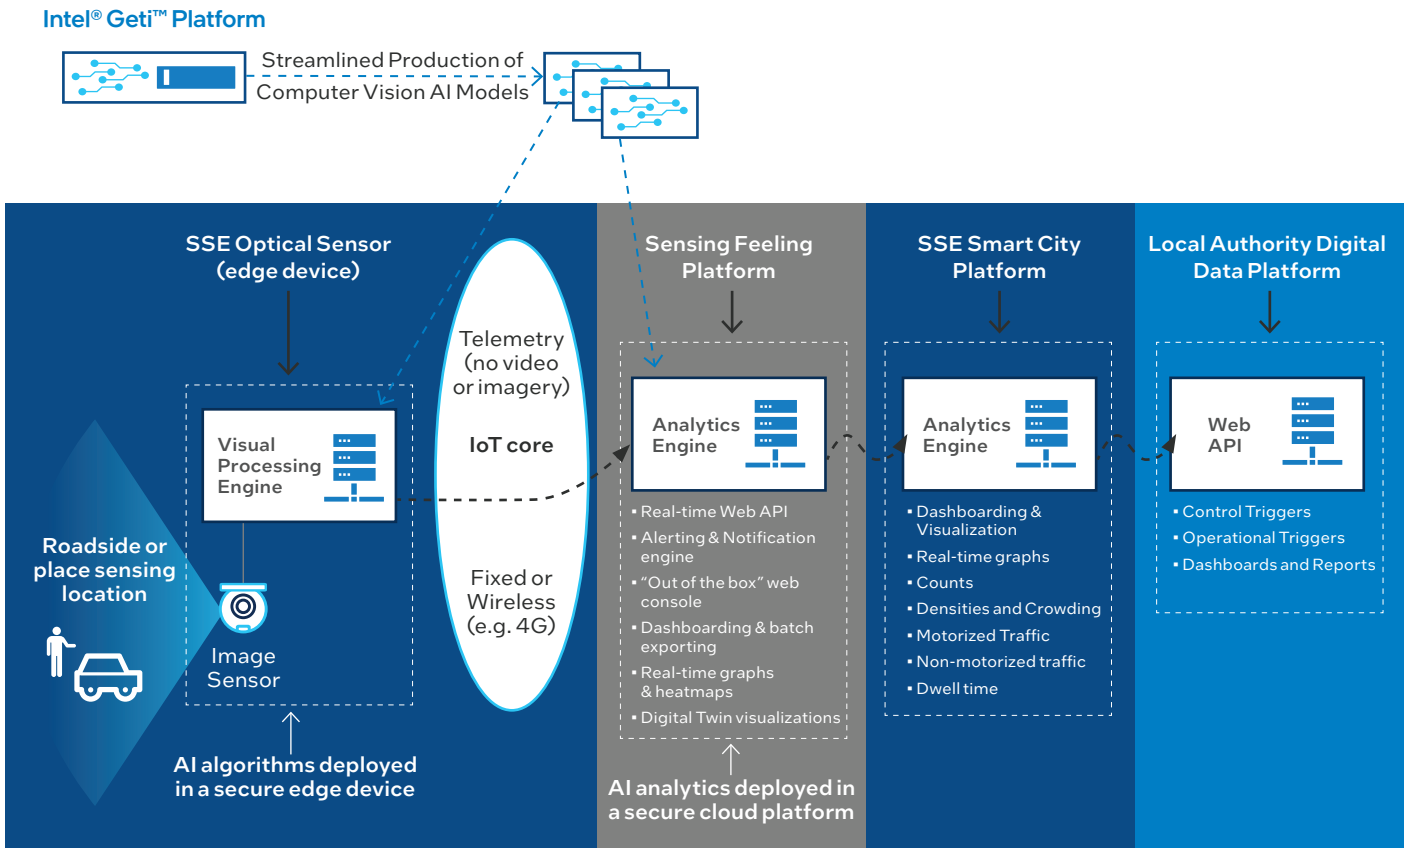 Intel® Geti™ Platform
Streamlined Production of
Computer Vision AI Models
SSE Optical Sensor
(edge device)
Visual
Processing
Engine
Roadside or
place sensing
location
Image
Sensor
AI algorithms deployed
in a secure edge device
Telemetry
(no video
or imagery)
IoT core
Fixed or
Wireless
(e.g. 4G)
Sensing Feeling
Platform
Analytics
Engine
▪ Real-time Web API
▪ Alerting & Notification
engine
▪ “Out of the box” web
console
▪ Dashboarding & batch
exporting
▪ Real-time graphs
& heatmaps
▪ Digital Twin visualizations
AI analytics deployed in
a secure cloud platform
SSE Smart City
Platform
Analytics
Engine
▪ Dashboarding &
Visualization
▪ Real-time graphs
▪ Counts
▪ Densities and Crowding
▪ Motorized Traffic
▪ Non-motorized traffic
▪ Dwell time
Local Authority Digital
Data Platform
Web
API
▪ Control Triggers
▪ Operational Triggers
▪ Dashboards and Reports